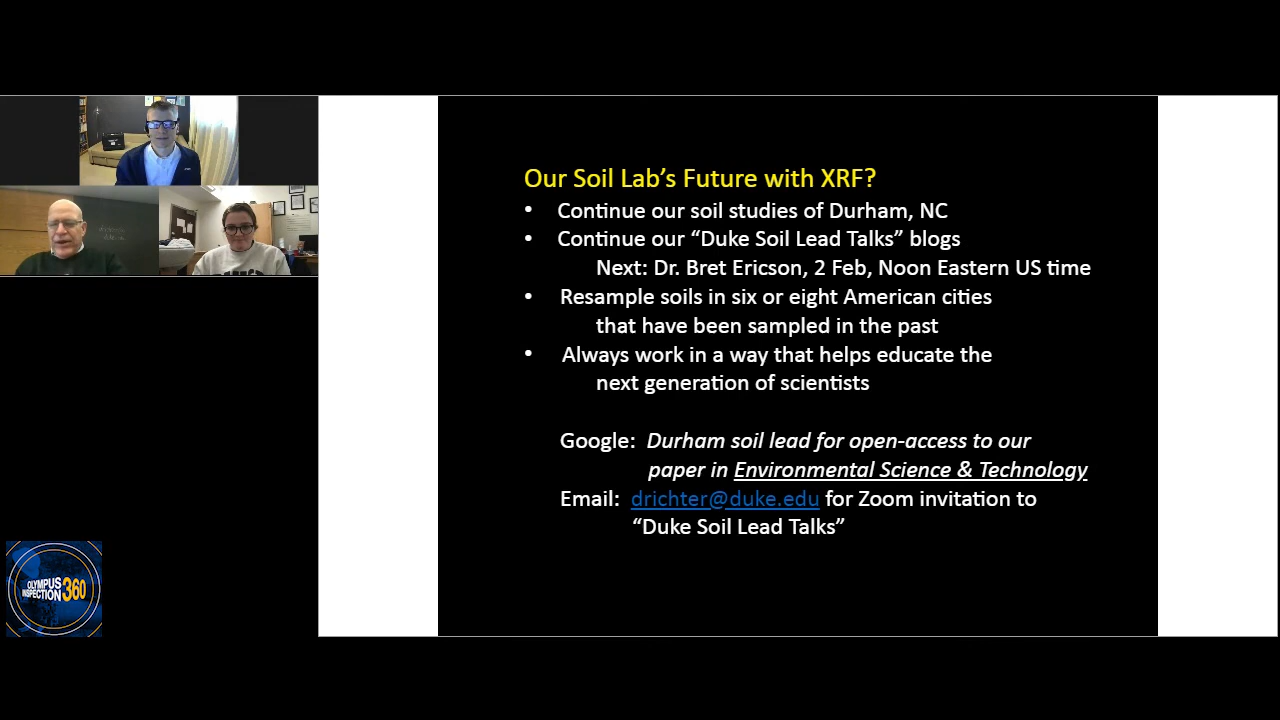 Our Soil Lab’s Future with XRF?
• Continue our soil studies of Durham, NC
• Continue our “Duke Soil Lead Talks” blogs
Next: Dr. Bret Ericson, 2 Feb, Noon Eastern US time
• Resample soils in six or eight American cities
that have been sampled in the past
• Always work in a way that helps educate the
next generation of scientists
Google: Durham soil lead for open-access to our
paper in Environmental Science & Technology
Email: drichter@duke.edu for Zoom invitation to
“Duke Soil Lead Talks”
OLYMPUS
INSPECTION 360